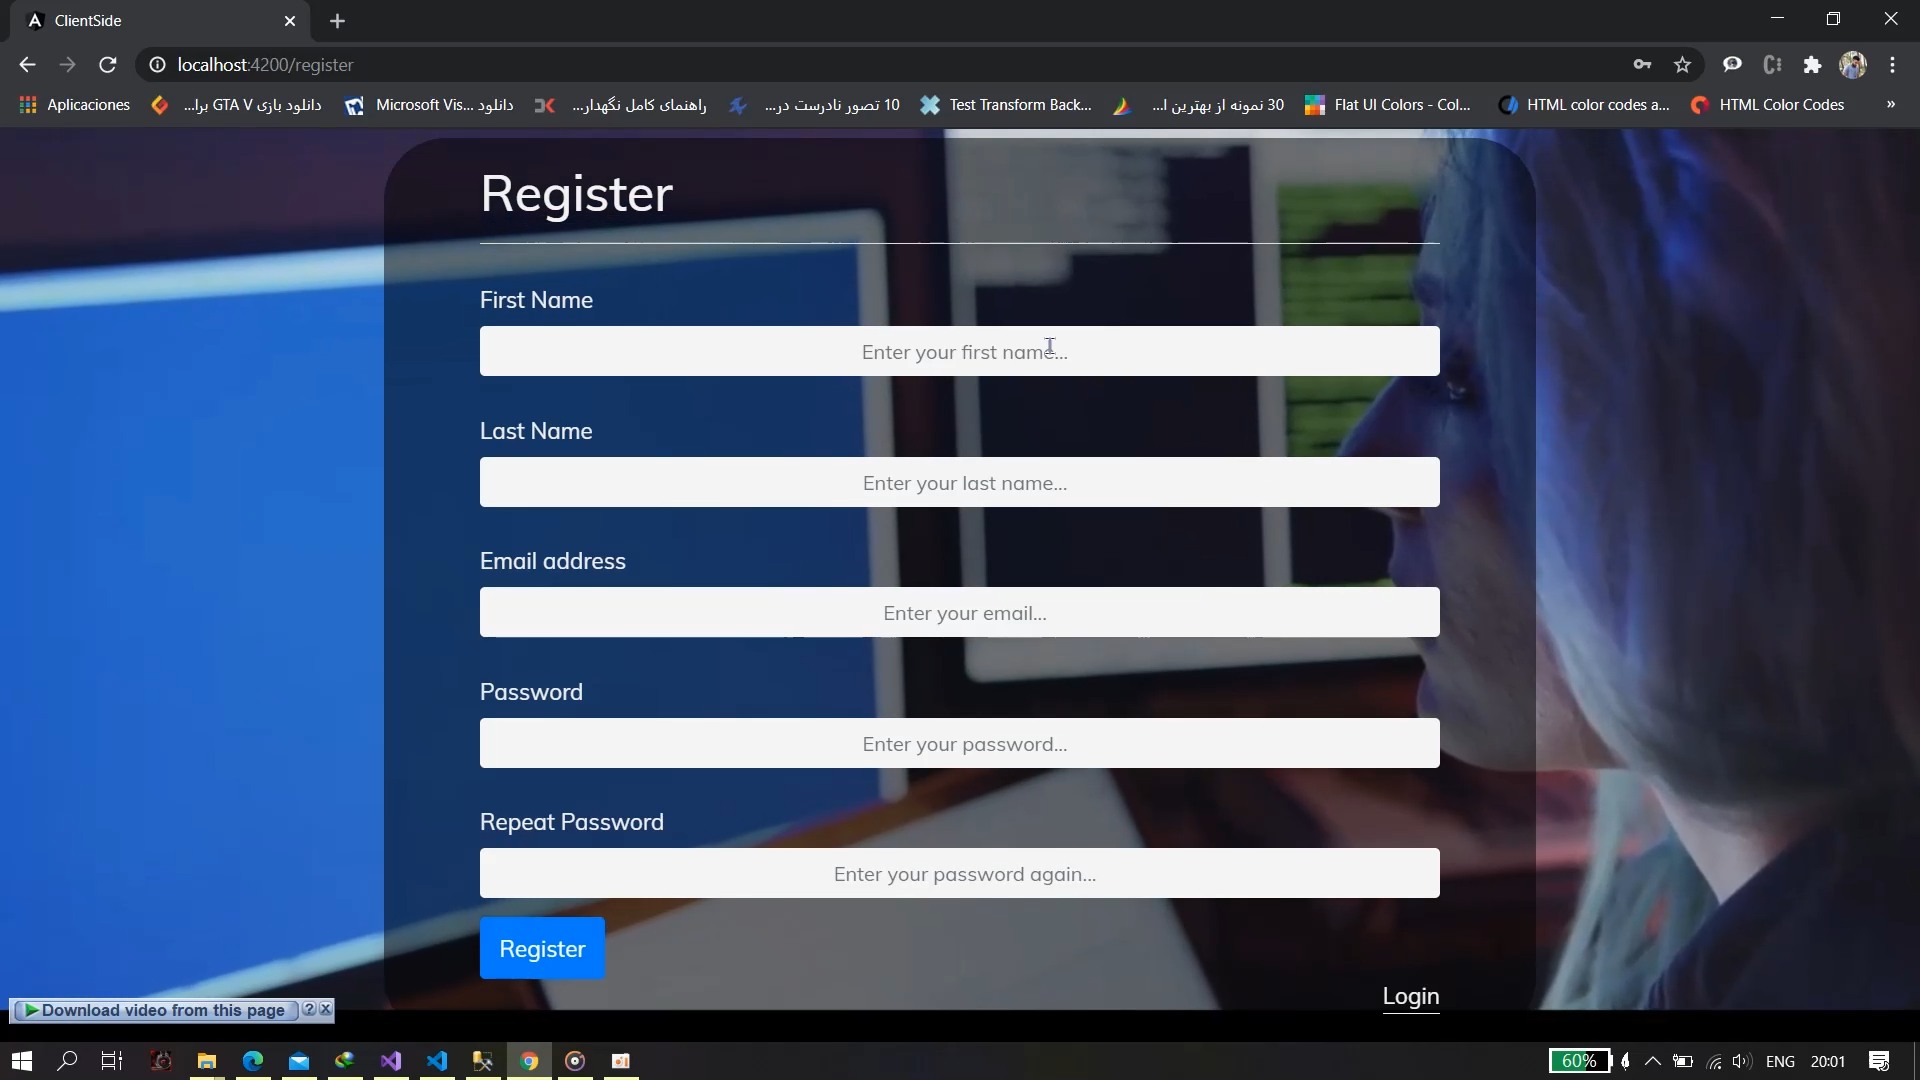 ClientSide
localhost:4200/register
Aplicaciones
دانلود بازی GTA V برا...
دانلود Microsoft Vis...
راهنمای کامل نگهدار...
10 تصور نادرست در...
Test Transform Back...
30 نمونه از بهترین ا...
Flat UI Colors - Col...
HTML color codes a...
HTML Color Codes
»
Register
First Name
Enter your first name...
Last Name
Enter your last name...
Email address
Enter your email...
Password
Enter your password...
Repeat Password
Enter your password again...
Register
Login
Download video from this page
60%
ENG
20:01